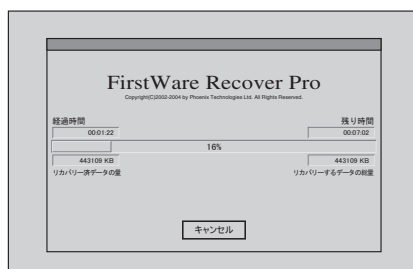 FirstWare Recover Pro
Copyright(C)2002-2004 by Phoenix Technologies Ltd. All Rights Reserved.
経過時間 残り時間
00:01:22 00:07:02
16%
443109 KB 443109 KB
リカバリー済データの量 リカバリーするデータの総量
キャンセル